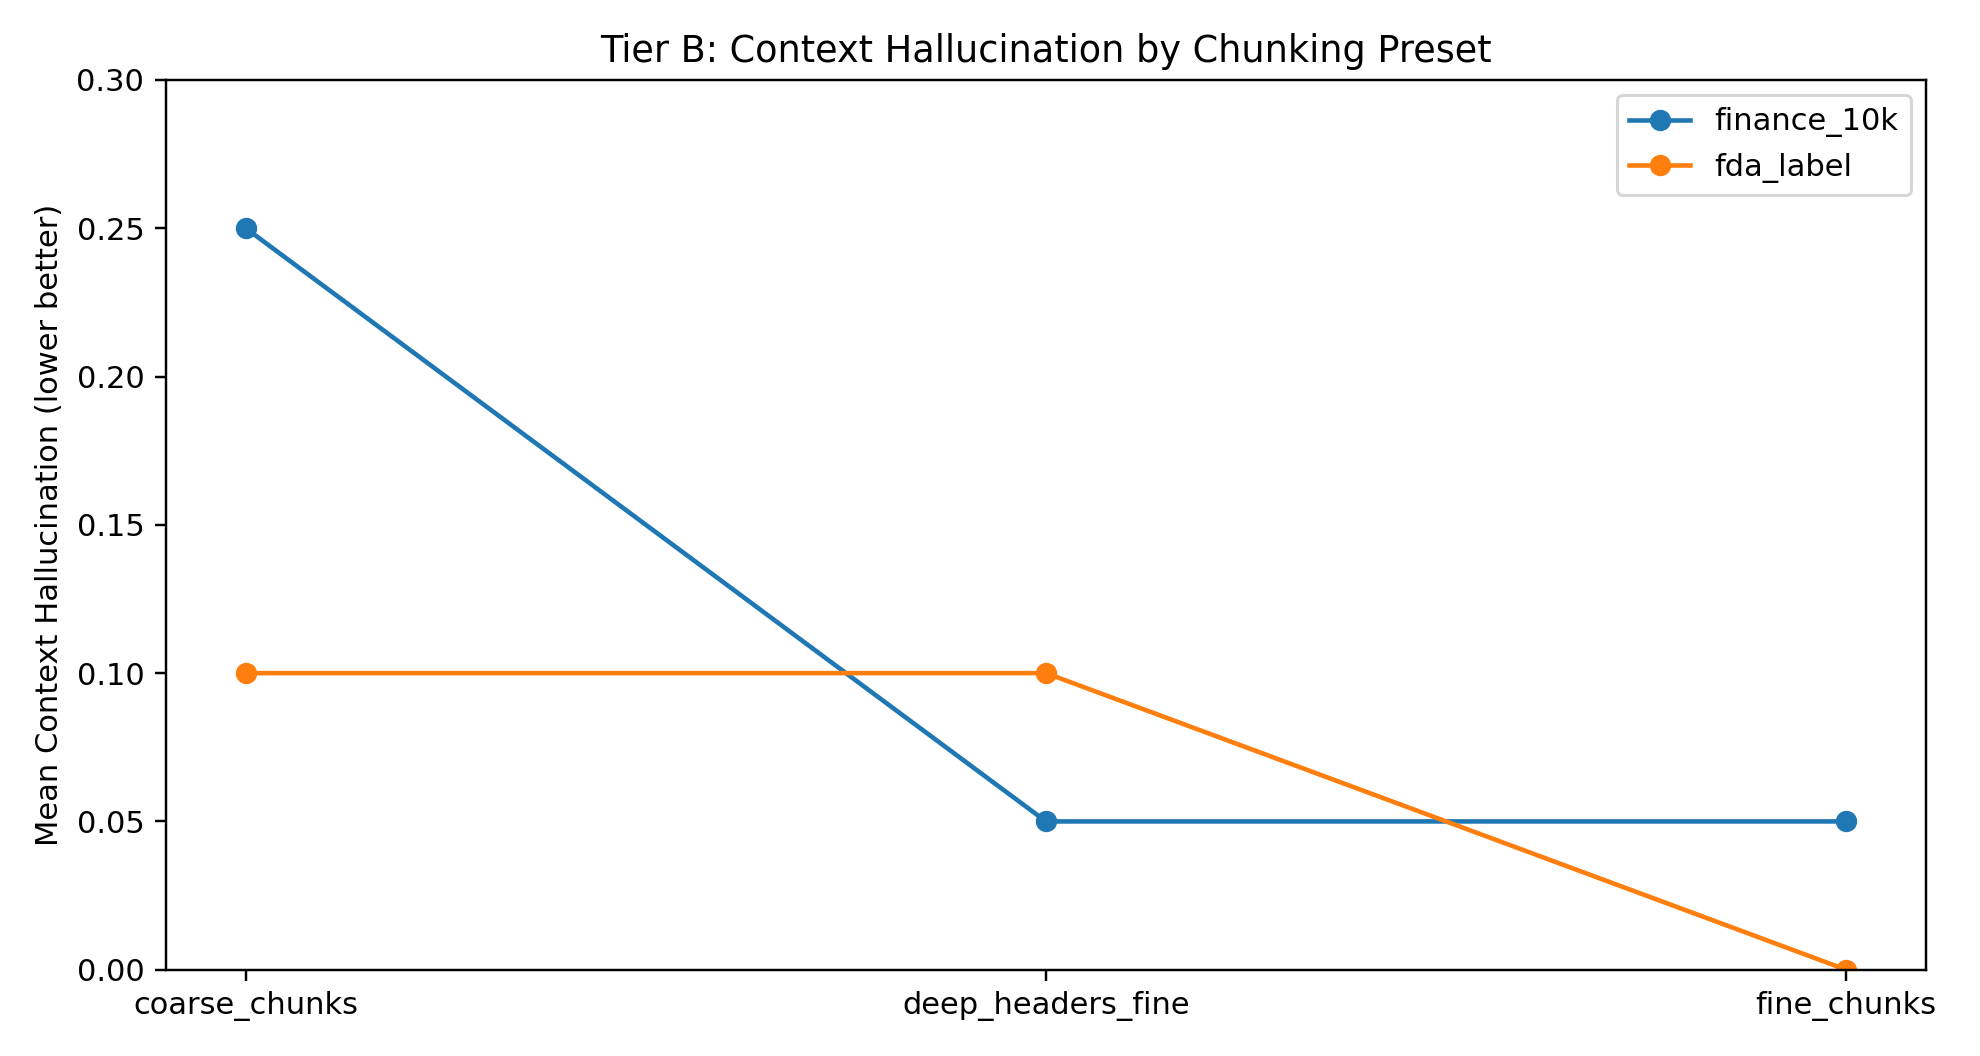 Tier B: Context Hallucination by Chunking Preset
Mean Context Hallucination (lower better)
0.30
0.25
0.20
0.15
0.10
0.05
0.00
finance_10k
fda_label
coarse_chunks
deep_headers_fine
fine_chunks